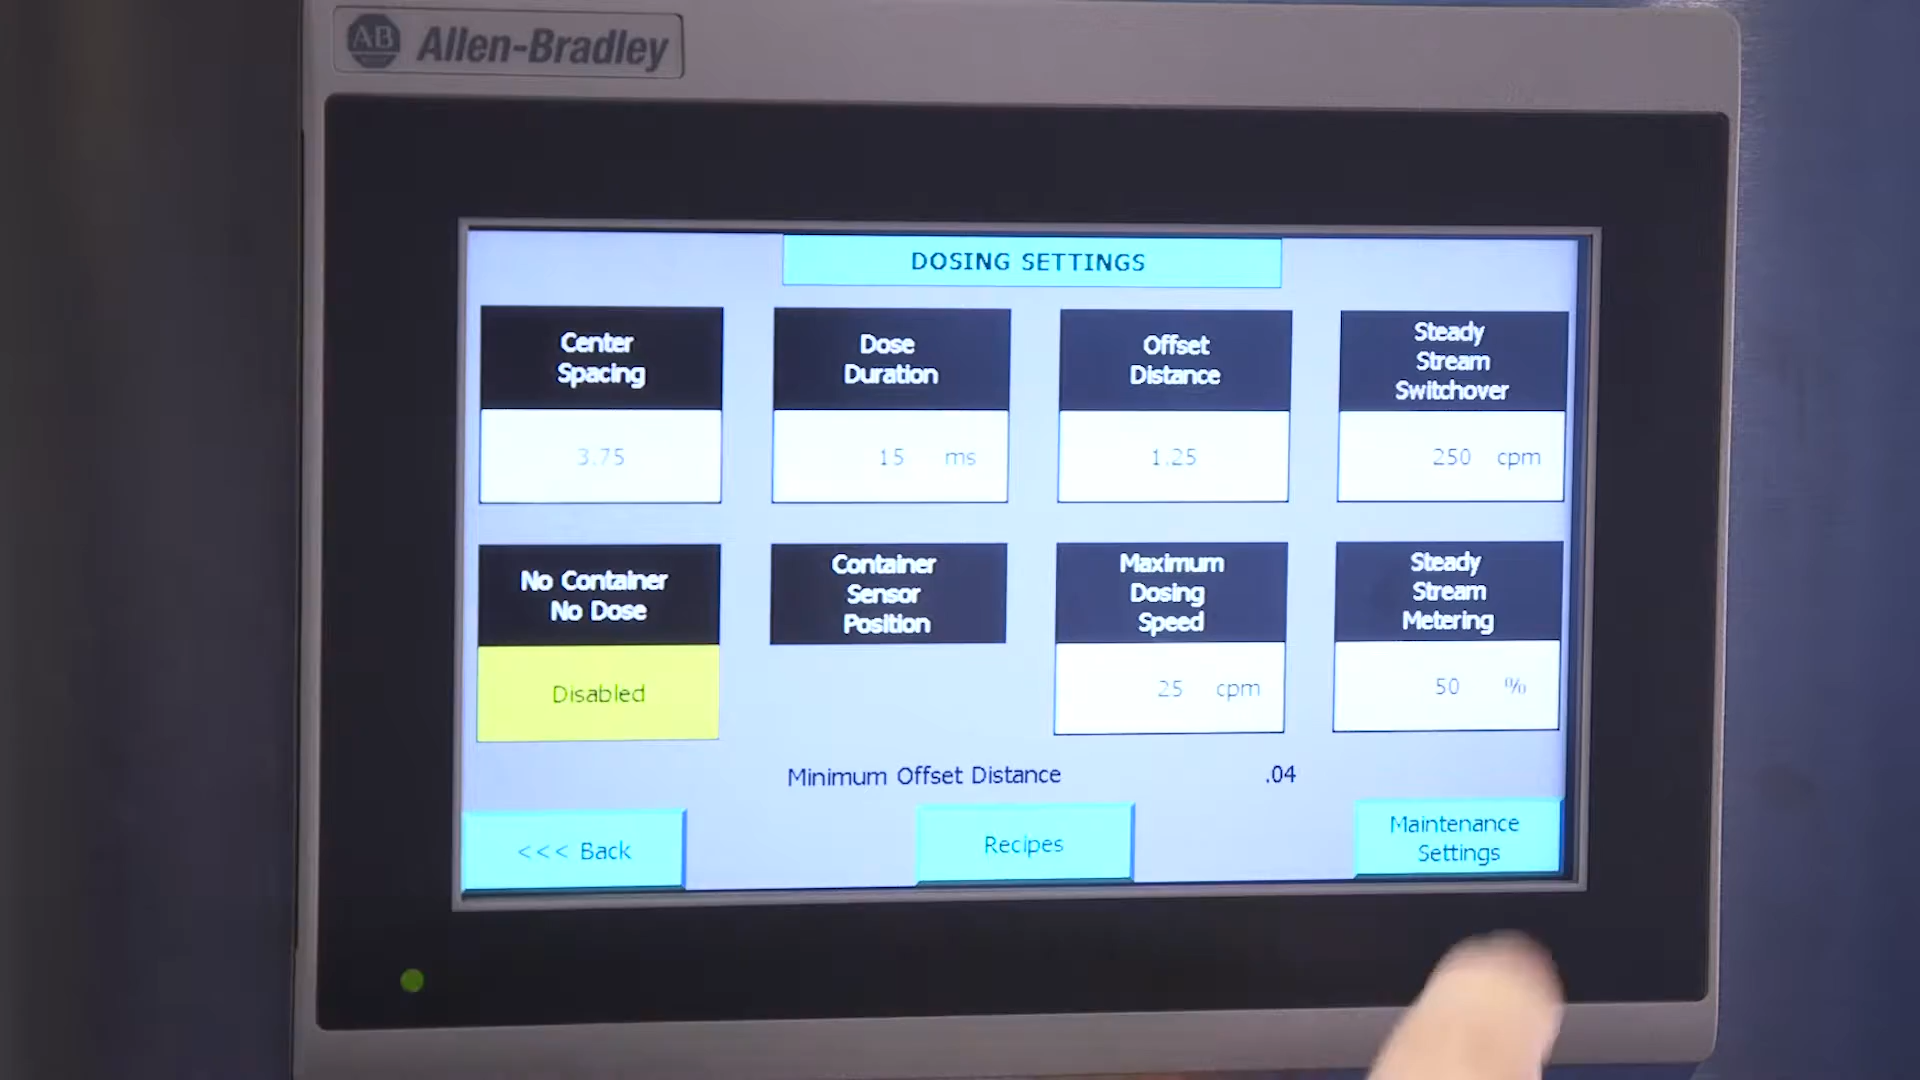 AB Allen-Bradley
DOSING SETTINGS
Center
Spacing
3.75
Dose
Duration
15 ms
Offset
Distance
1.25
Steady
Stream
Switchover
250 cpm
No Container
No Dose
Disabled
Container
Sensor
Position
Maximum
Dosing
Speed
25 cpm
Steady
Stream
Metering
50 %
Minimum Offset Distance .04
<<< Back
Recipes
Maintenance
Settings